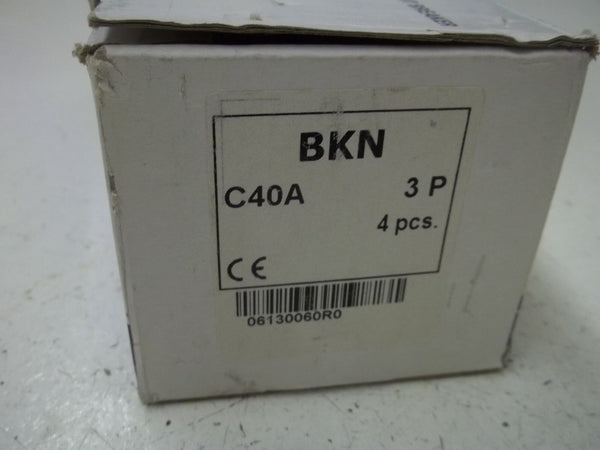 BKN
C40A 3 P
4 pcs.
CE
06130060R0